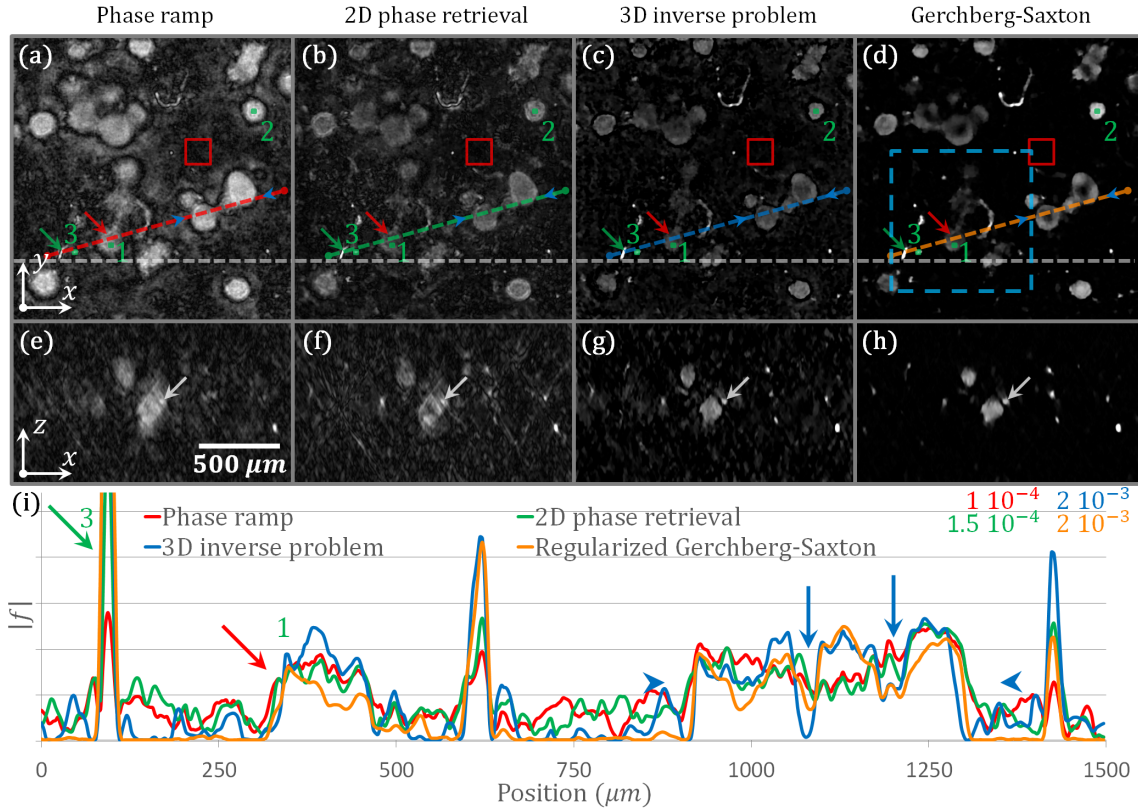 Phase ramp 2D phase retrieval 3D inverse problem Gerchberg-Saxton
(a) (b) (c) (d)
2 2 2 2
3 1 3 1 3 1 3 1
y
x
(e) (f) (g) (h)
z
x
500 μm
(i)
3 Phase ramp 2D phase retrieval 1 10⁻⁴ 2 10⁻³
3D inverse problem Regularized Gerchberg-Saxton 1.5 10⁻⁴ 2 10⁻³
|f|
1
0 250 500 750 1000 1250 1500
Position (μm)